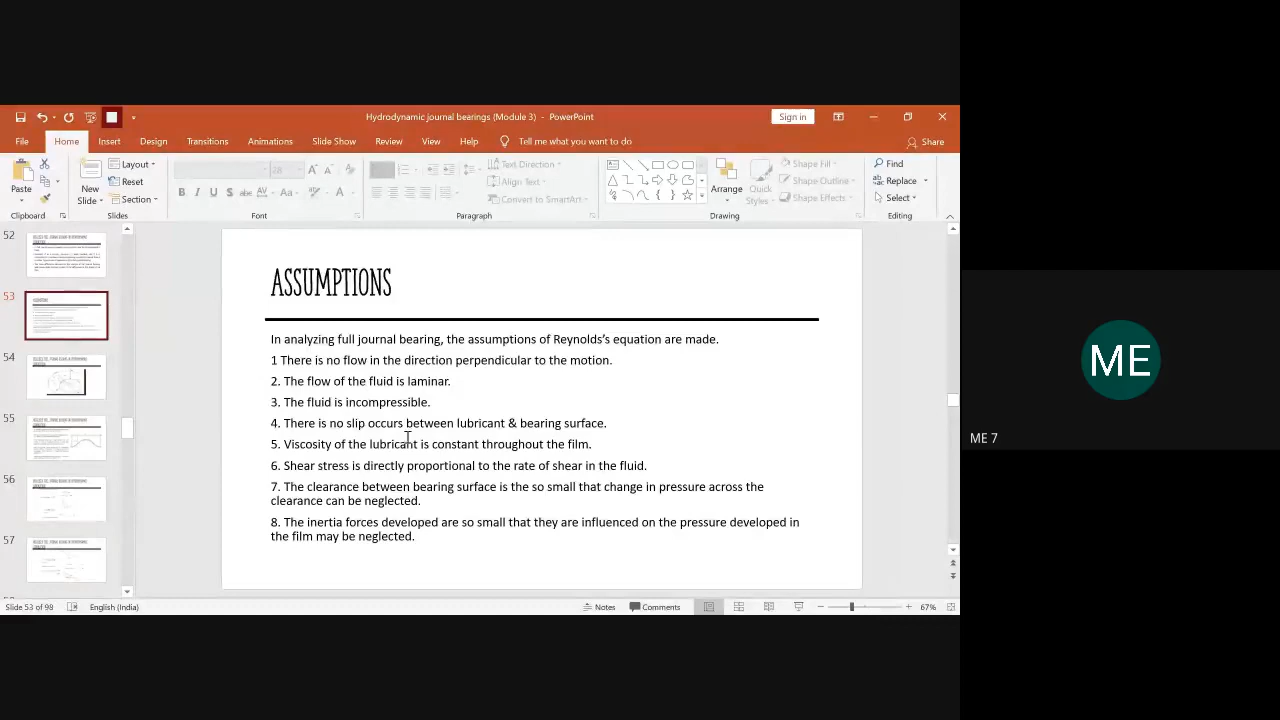 Hydrodynamic journal bearings (Module 3) - PowerPoint
Sign in
File
Home
Insert
Design
Transitions
Animations
Slide Show
Review
View
Help
Tell me what you want to do
Share
Paste
New
Slide
Layout
Reset
Section
28
Text Direction
Align Text
Convert to SmartArt
Arrange
Quick
Styles
Shape Fill
Shape Outline
Shape Effects
Find
Replace
Select
Clipboard
Slides
Font
Paragraph
Drawing
Editing
52
53
54
55
56
57
ASSUMPTIONS
In analyzing full journal bearing, the assumptions of Reynolds's equation are made.
1 There is no flow in the direction perpendicular to the motion.
2. The flow of the fluid is laminar.
3. The fluid is incompressible.
4. There no slip occurs between lubricant & bearing surface.
5. Viscosity of the lubricant is constant throughout the film.
6. Shear stress is directly proportional to the rate of shear in the fluid.
7. The clearance between bearing surface is the so small that change in pressure across the
clearance can be neglected.
8. The inertia forces developed are so small that they are influenced on the pressure developed in
the film may be neglected.
Slide 53 of 98
English (India)
Notes
Comments
67%
ME
ME 7